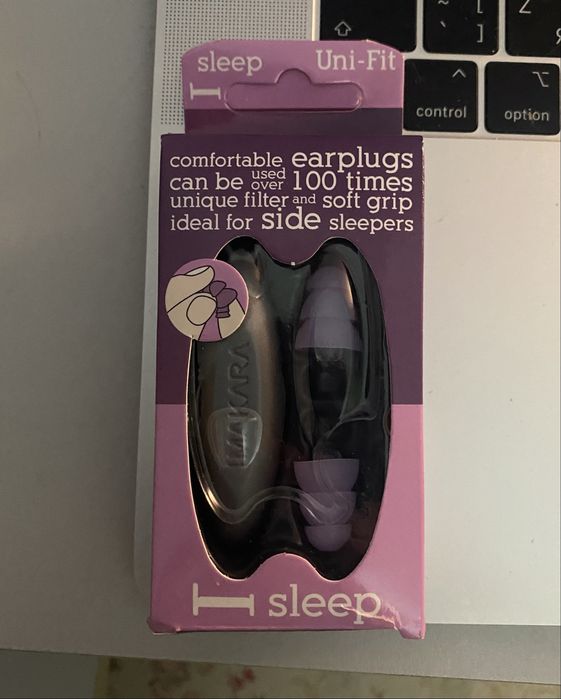 ~ [ Z
` ]
control
^
⌥
option
I sleep
Uni-Fit
comfortable earplugs
can be used over 100 times
unique filter and soft grip
ideal for side sleepers
MAKARA
I sleep